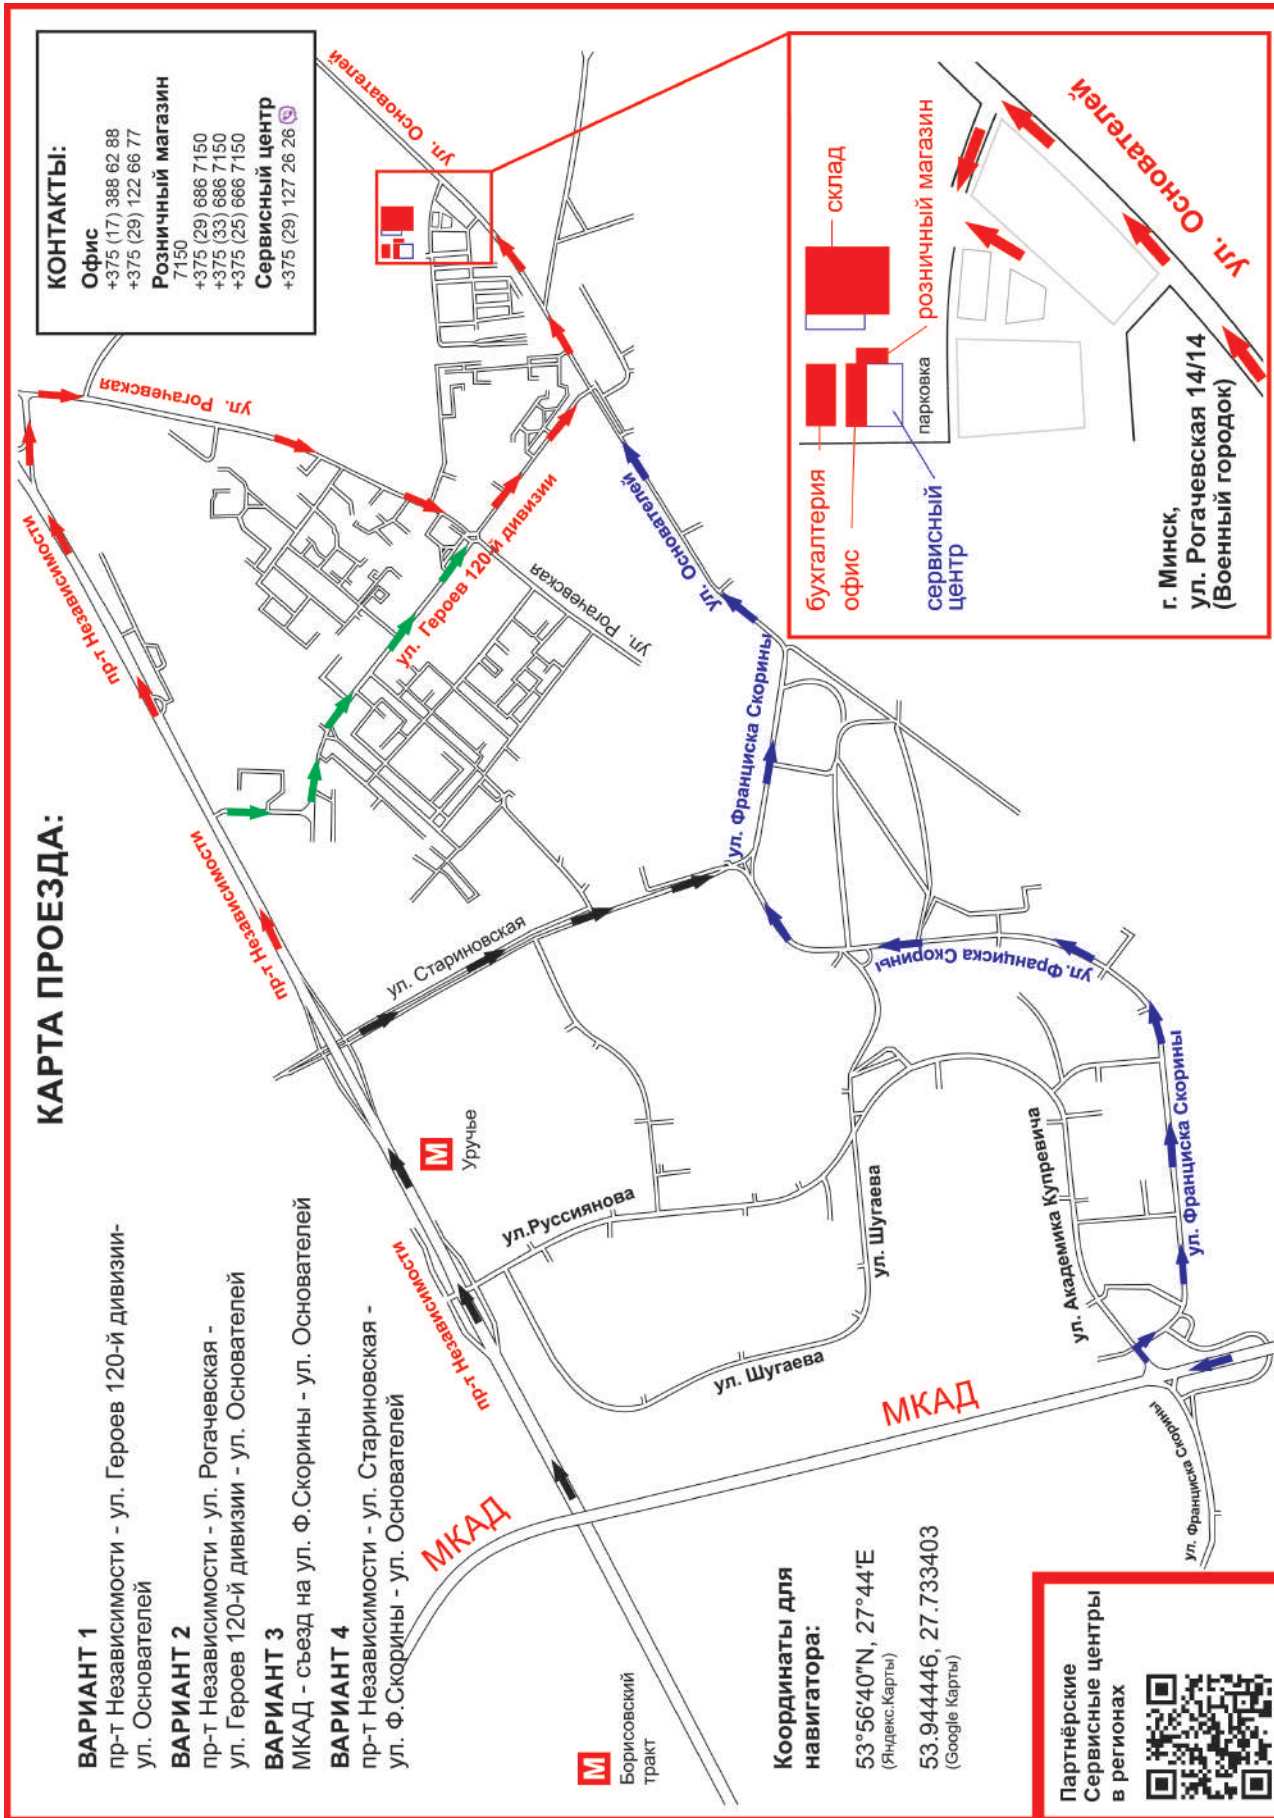 КАРТА ПРОЕЗДА:
ВАРИАНТ 1
пр-т Независимости - ул. Героев 120-й дивизии-
ул. Основателей
ВАРИАНТ 2
пр-т Независимости - ул. Рогачевская -
ул. Героев 120-й дивизии - ул. Основателей
ВАРИАНТ 3
МКАД - съезд на ул. Ф.Скорины - ул. Основателей
ВАРИАНТ 4
пр-т Независимости - ул. Стариновская -
ул. Ф.Скорины - ул. Основателей
КОНТАКТЫ:
Офис
+375 (17) 388 62 88
+375 (29) 122 66 77
Розничный магазин
7150
+375 (29) 686 7150
+375 (33) 686 7150
+375 (25) 666 7150
Сервисный центр
+375 (29) 127 26 26
пр-т Независимости
пр-т Независимости
пр-т Независимости
ул. Рогачевская
ул. Основателей
ул. Героев 120-й дивизии
ул. Рогачевская
ул. Стариновская
ул. Основателей
ул. Франциска Скорины
ул. Франциска Скорины
ул. Франциска Скорины
ул. Франциска Скорины
М
Уручье
ул.Руссиянова
ул. Шугаева
ул. Шугаева
ул. Академика Купревича
МКАД
МКАД
М
Борисовский
тракт
Координаты для
навигатора:
53°56'40"N, 27°44'E
(Яндекс.Карты)
53.944446, 27.733403
(Google Карты)
Партнёрские
Сервисные центры
в регионах
бухгалтерия
офис
сервисный
центр
парковка
склад
розничный магазин
ул. Основателей
г. Минск,
ул. Рогачевская 14/14
(Военный городок)